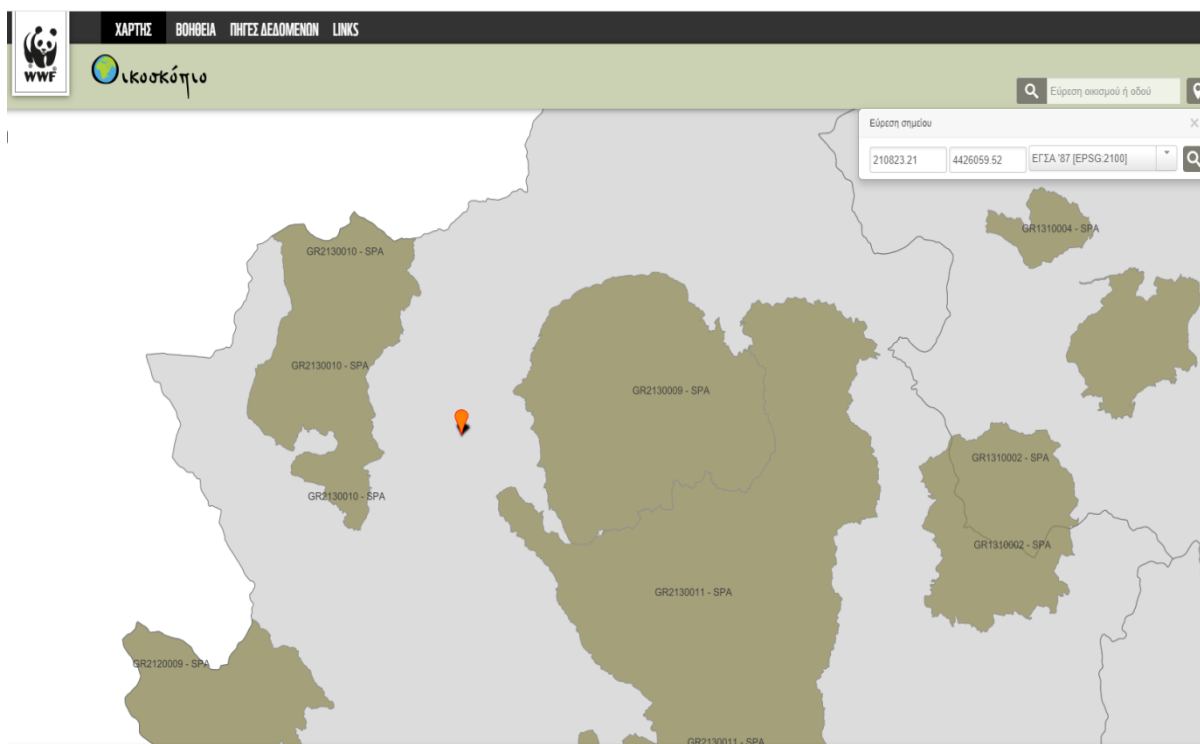 ΧΑΡΤΗΣ ΒΟΗΘΕΙΑ ΠΗΓΕΣ ΔΕΔΟΜΕΝΩΝ LINKS
WWF
Οικοσκόπιο
Εύρεση οικισμού ή οδού
Εύρεση σημείου
210823.21 4426059.52 ΕΓΣΑ '87 [EPSG:2100]
GR1310004 - SPA
GR2130010 - SPA
GR2130010 - SPA
GR2130009 - SPA
GR1310002 - SPA
GR2130010 - SPA
GR1310002 - SPA
GR2130011 - SPA
GR2120009 - SPA
GR2130011 - SPA